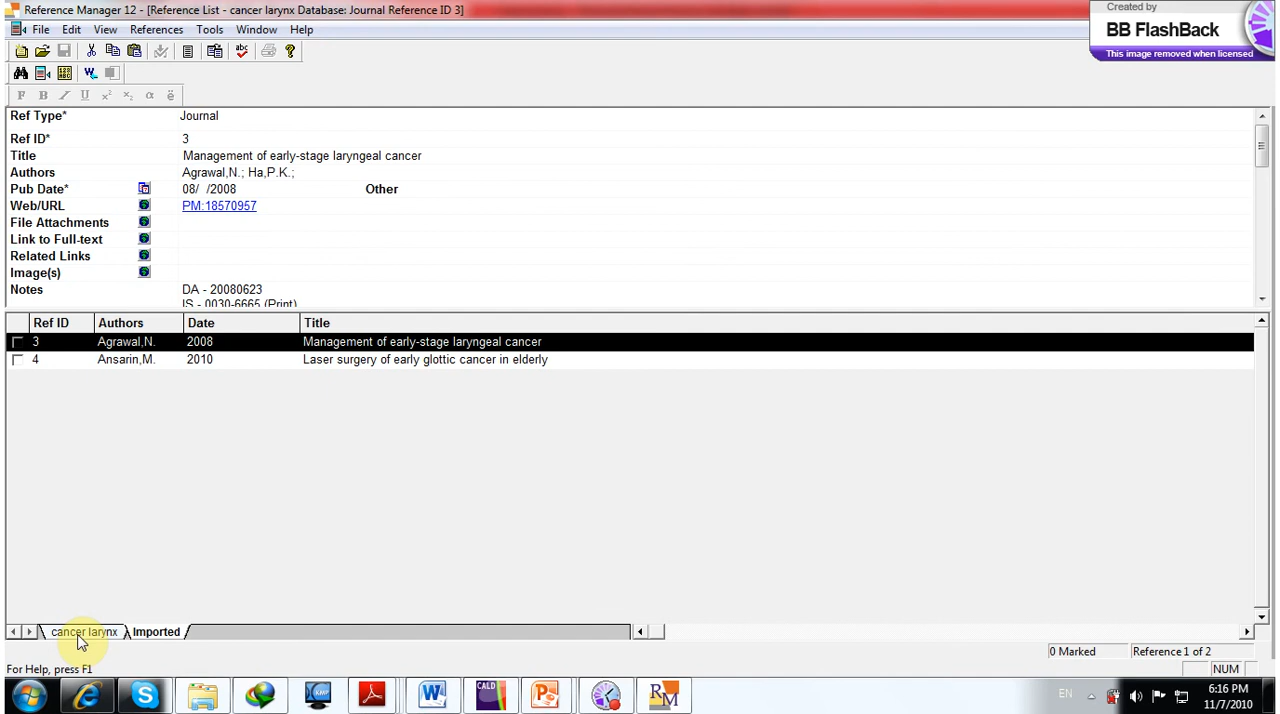 Reference Manager 12 - [Reference List - cancer larynx Database: Journal Reference ID 3]
Created by
BB FlashBack
This image removed when licensed
File Edit View References Tools Window Help
Ref Type* Journal
Ref ID* 3
Title Management of early-stage laryngeal cancer
Authors Agrawal,N.; Ha,P.K.;
Pub Date* 08/ /2008 Other
Web/URL PM:18570957
File Attachments
Link to Full-text
Related Links
Image(s)
Notes DA - 20080623
IS - 0030-6665 (Print)
Ref ID Authors Date Title
3 Agrawal,N. 2008 Management of early-stage laryngeal cancer
4 Ansarin,M. 2010 Laser surgery of early glottic cancer in elderly
cancer larynx Imported
0 Marked Reference 1 of 2
For Help, press F1 NUM
EN 6:16 PM
11/7/2010